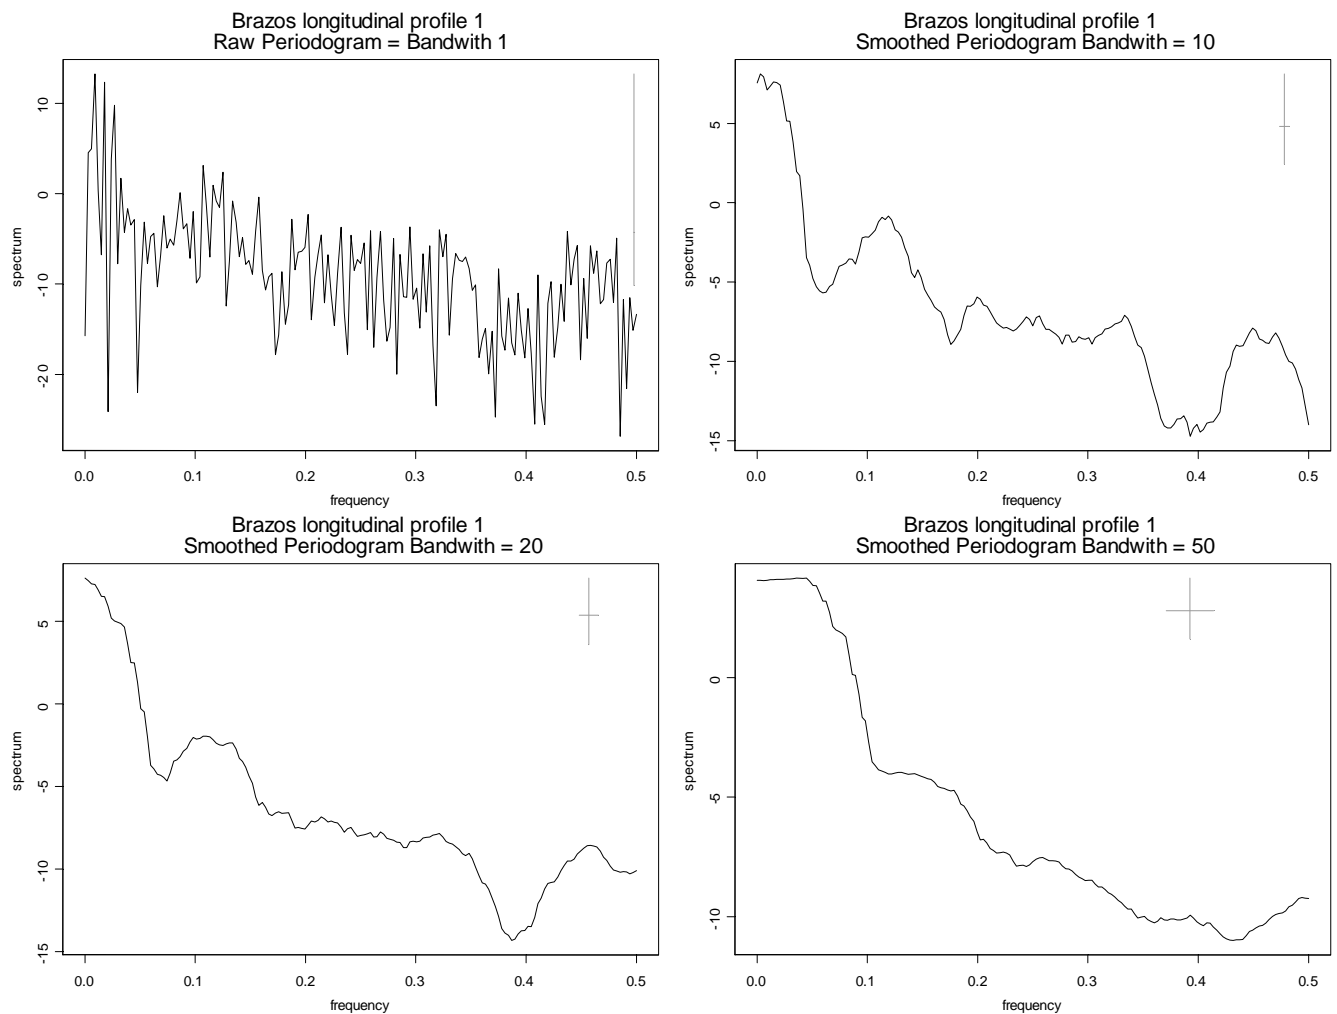 Brazos longitudinal profile 1
Raw Periodogram = Bandwith 1
spectrum
10
0
-10
-20
0.0 0.1 0.2 0.3 0.4 0.5
frequency
Brazos longitudinal profile 1
Smoothed Periodogram Bandwith = 10
spectrum
5
0
-5
-10
-15
0.0 0.1 0.2 0.3 0.4 0.5
frequency
Brazos longitudinal profile 1
Smoothed Periodogram Bandwith = 20
spectrum
5
0
-5
-10
-15
0.0 0.1 0.2 0.3 0.4 0.5
frequency
Brazos longitudinal profile 1
Smoothed Periodogram Bandwith = 50
spectrum
0
-5
-10
0.0 0.1 0.2 0.3 0.4 0.5
frequency